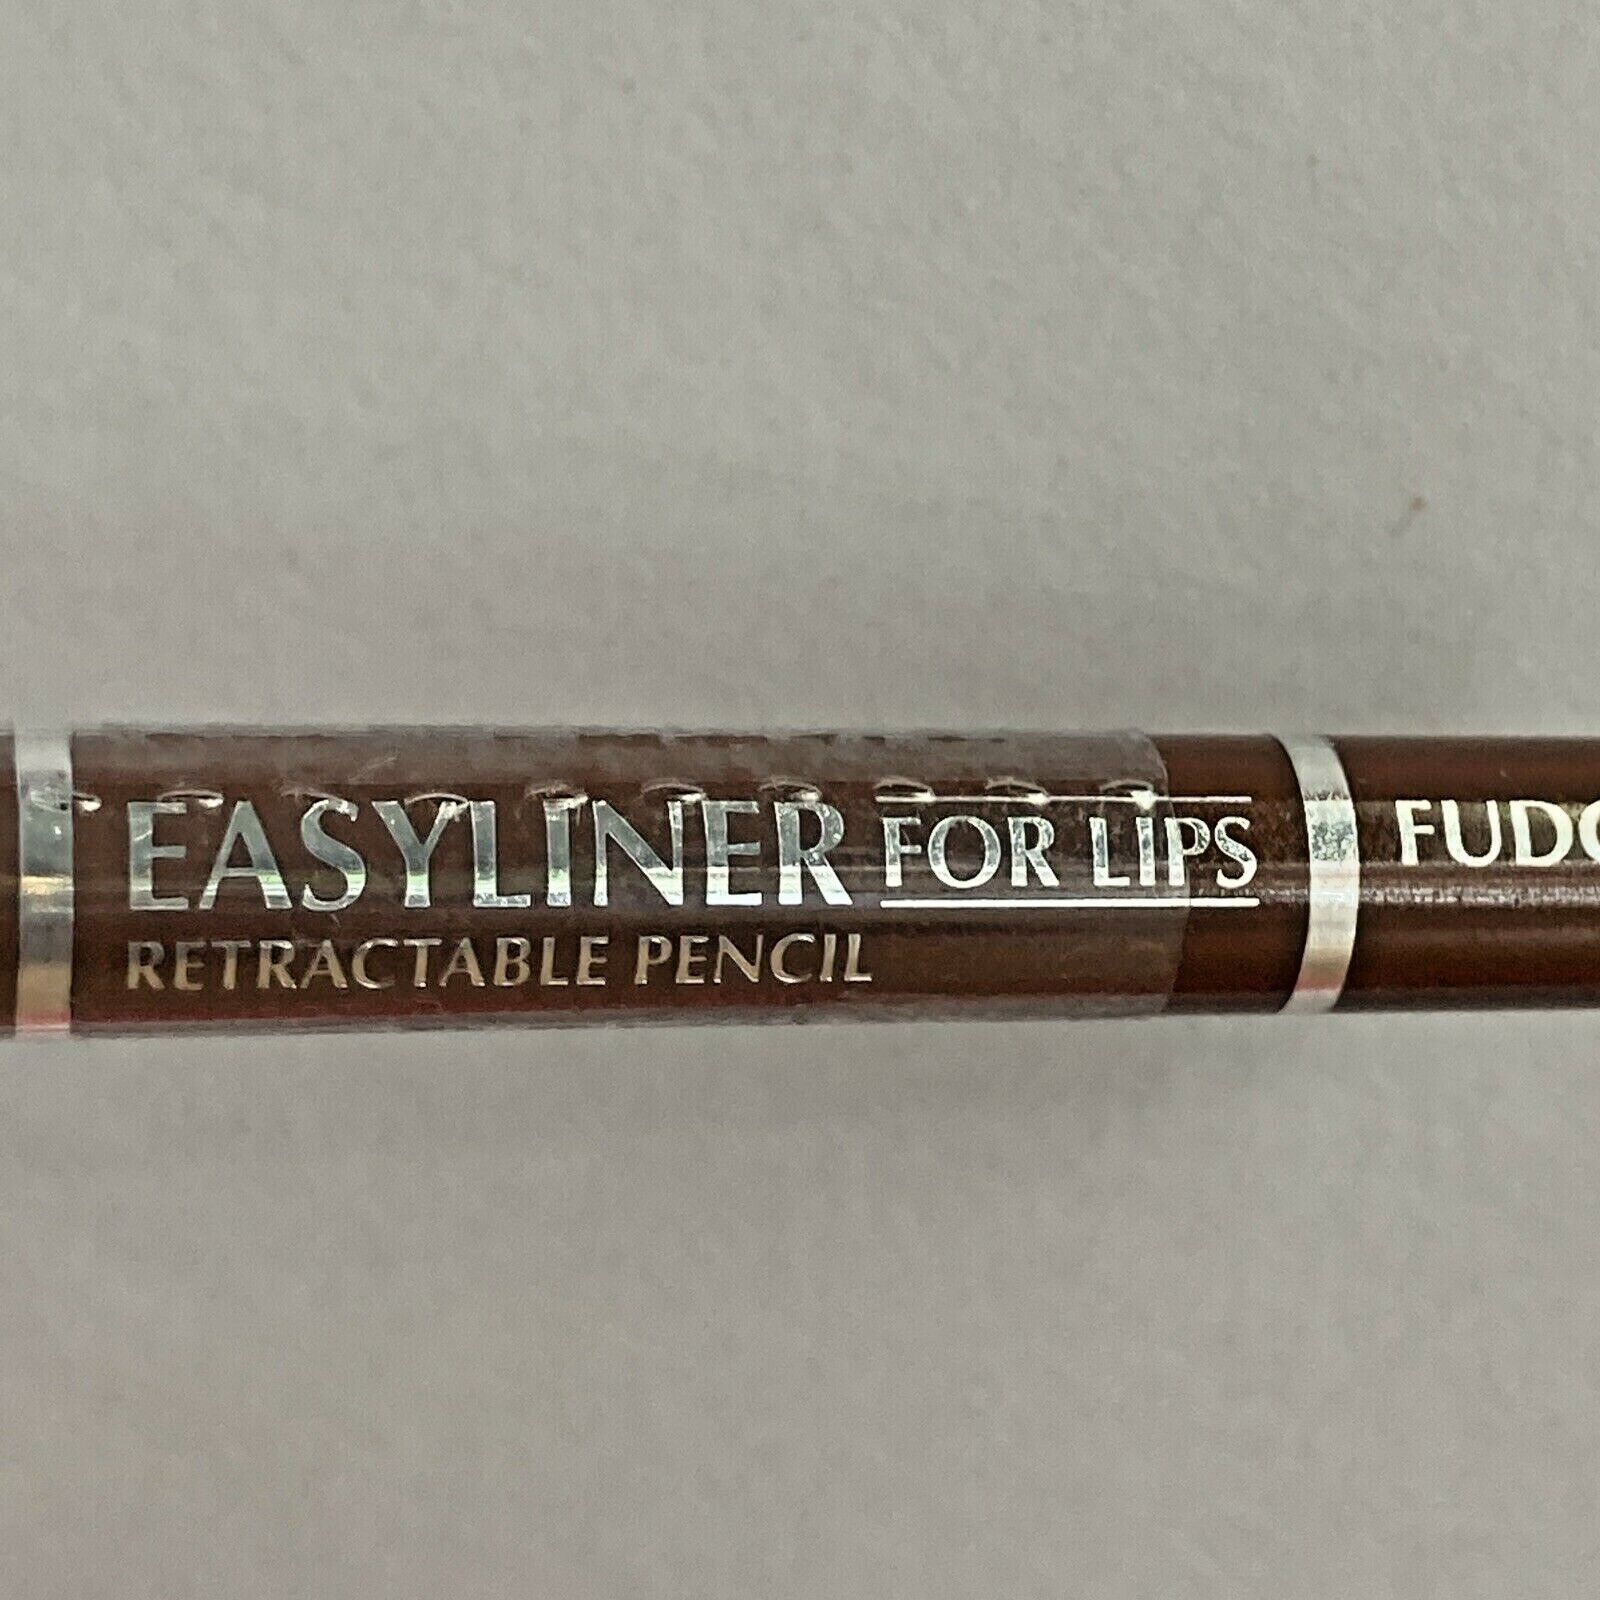 EASYLINER FOR LIPS
RETRACTABLE PENCIL